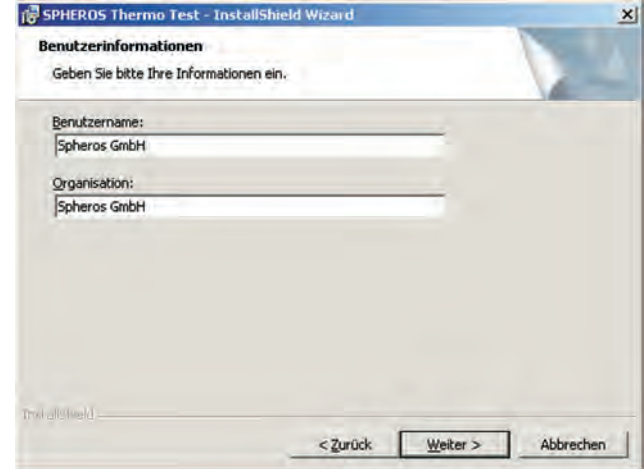 SPHEROS Thermo Test - InstallShield Wizard
Benutzerinformationen
Geben Sie bitte Ihre Informationen ein.
Benutzername:
Spheros GmbH
Organisation:
Spheros GmbH
InstallShield
< Zurück Weiter > Abbrechen